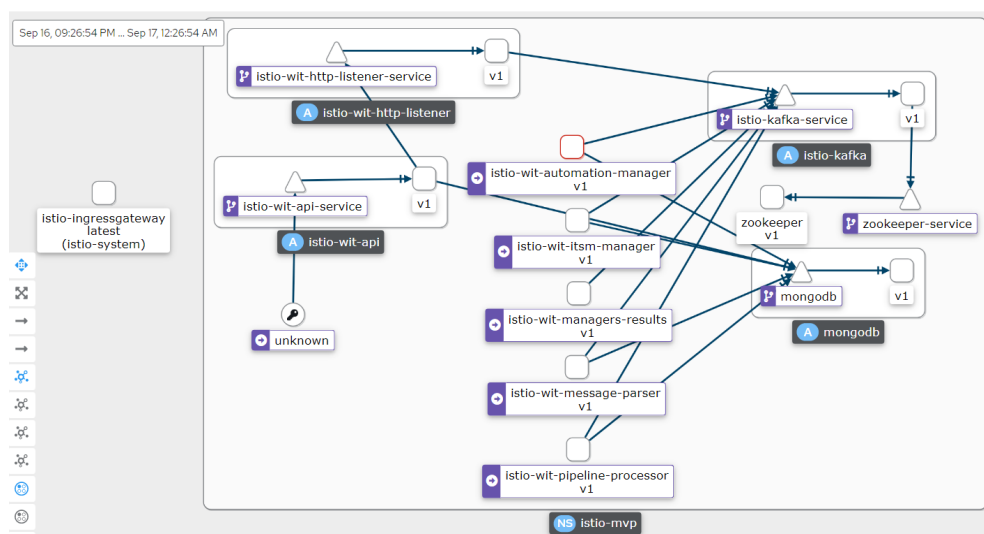 Sep 16, 09:26:54 PM ... Sep 17, 12:26:54 AM
istio-wit-http-listener-service
v1
A istio-wit-http-listener
istio-kafka-service
v1
A istio-kafka
istio-wit-automation-manager
v1
istio-wit-api-service
v1
A istio-wit-api
istio-ingressgateway
latest
(istio-system)
zookeeper
v1
zookeeper-service
istio-wit-itsm-manager
v1
mongodb
v1
A mongodb
istio-wit-managers-results
v1
unknown
istio-wit-message-parser
v1
istio-wit-pipeline-processor
v1
NS istio-mvp